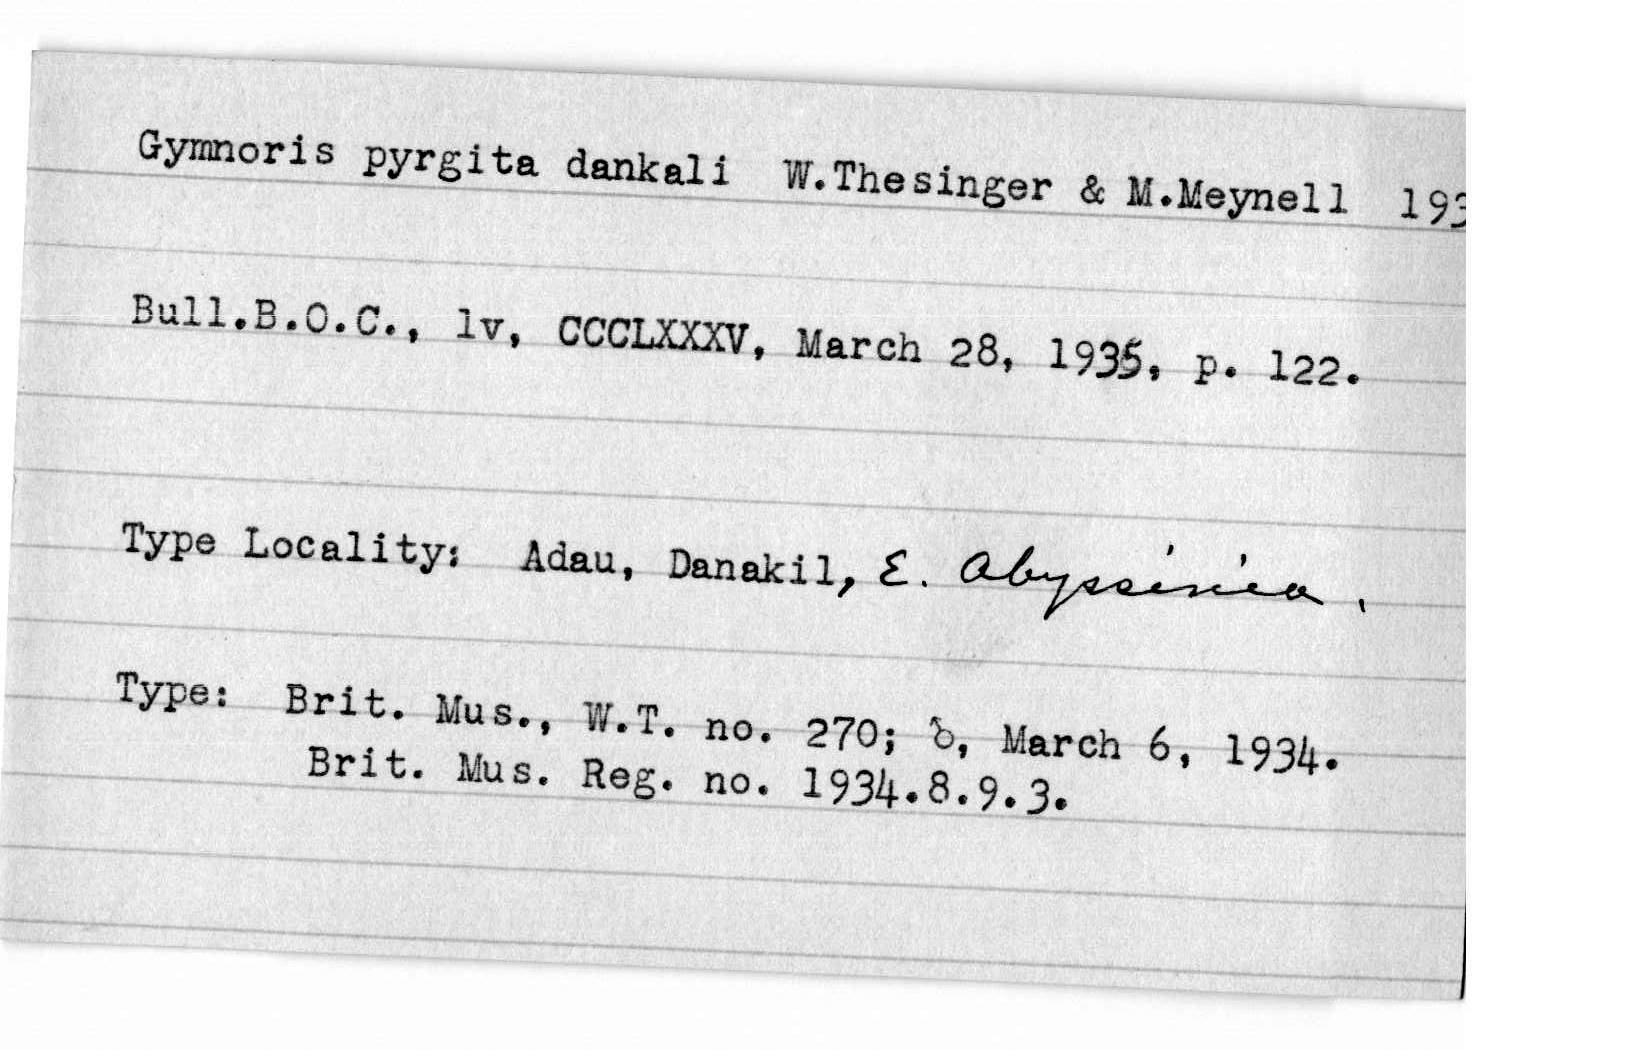 Gymnoris pyrgita dankali W.Thesinger & M.Meynell 193
Bull.B.O.C., lv, CCCLXXXV, March 28, 1935, p. 122.
Type Locality: Adau, Danakil, E. Abyssinia.
Type: Brit. Mus., W.T. no. 270; ♂, March 6, 1934.
Brit. Mus. Reg. no. 1934.8.9.3.